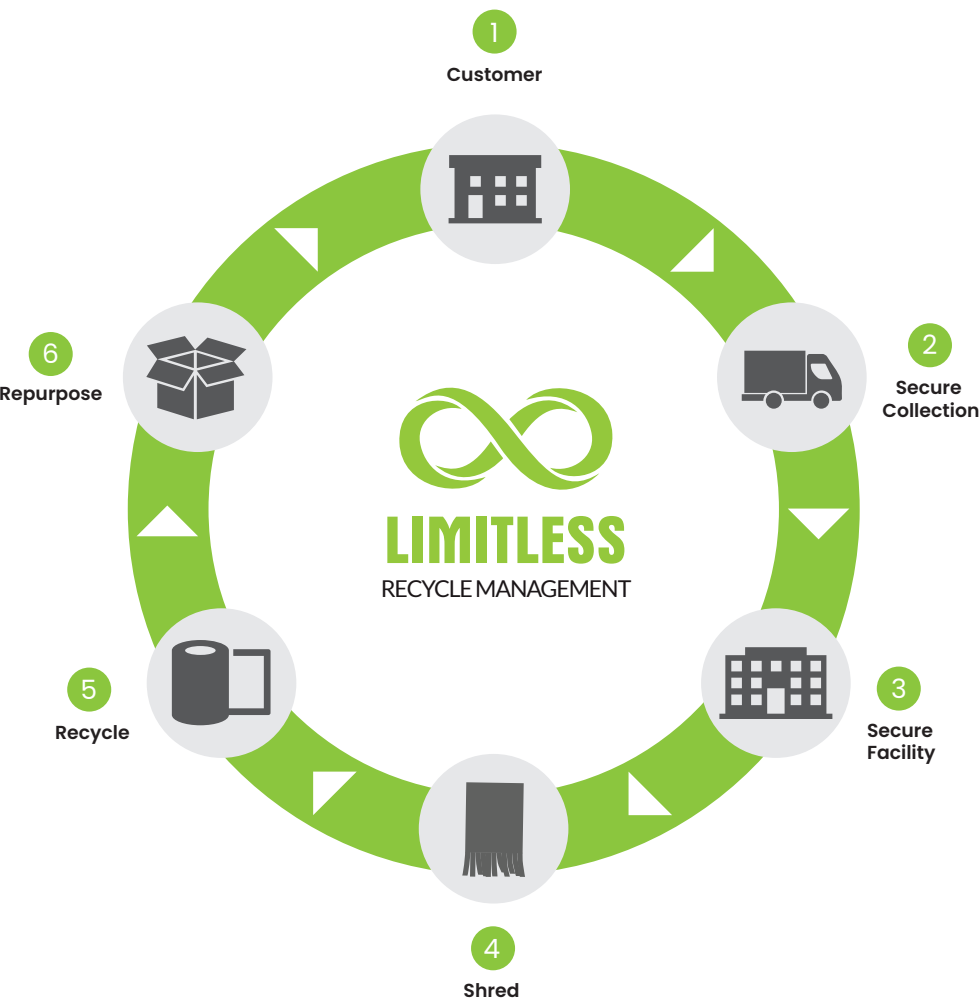 1
Customer
2
Secure
Collection
3
Secure
Facility
4
Shred
5
Recycle
6
Repurpose
LIMITLESS
RECYCLE MANAGEMENT